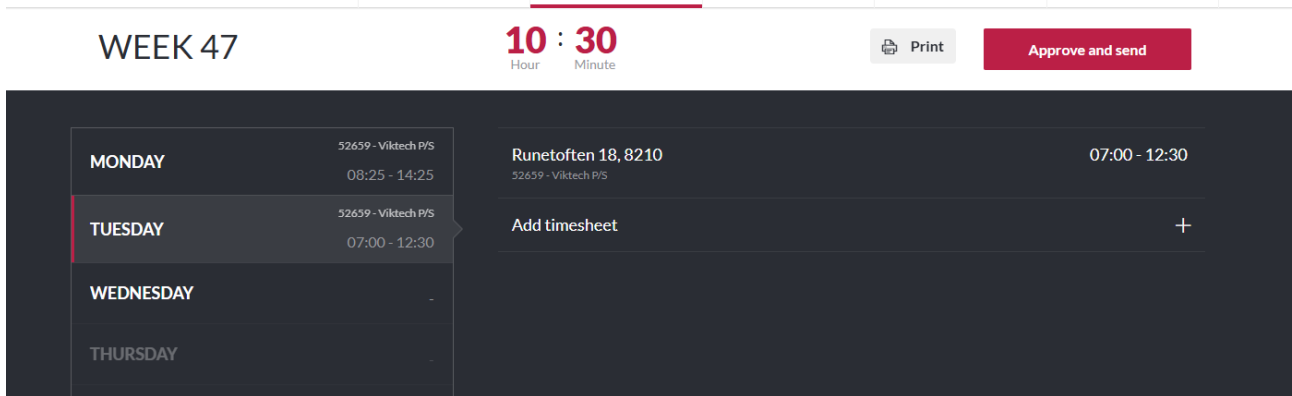 WEEK 47
10 : 30
Hour Minute
Print
Approve and send
MONDAY
52659 - Viktech P/S
08:25 - 14:25
TUESDAY
52659 - Viktech P/S
07:00 - 12:30
WEDNESDAY
-
THURSDAY
-
Runetoften 18, 8210
52659 - Viktech P/S
07:00 - 12:30
Add timesheet
+